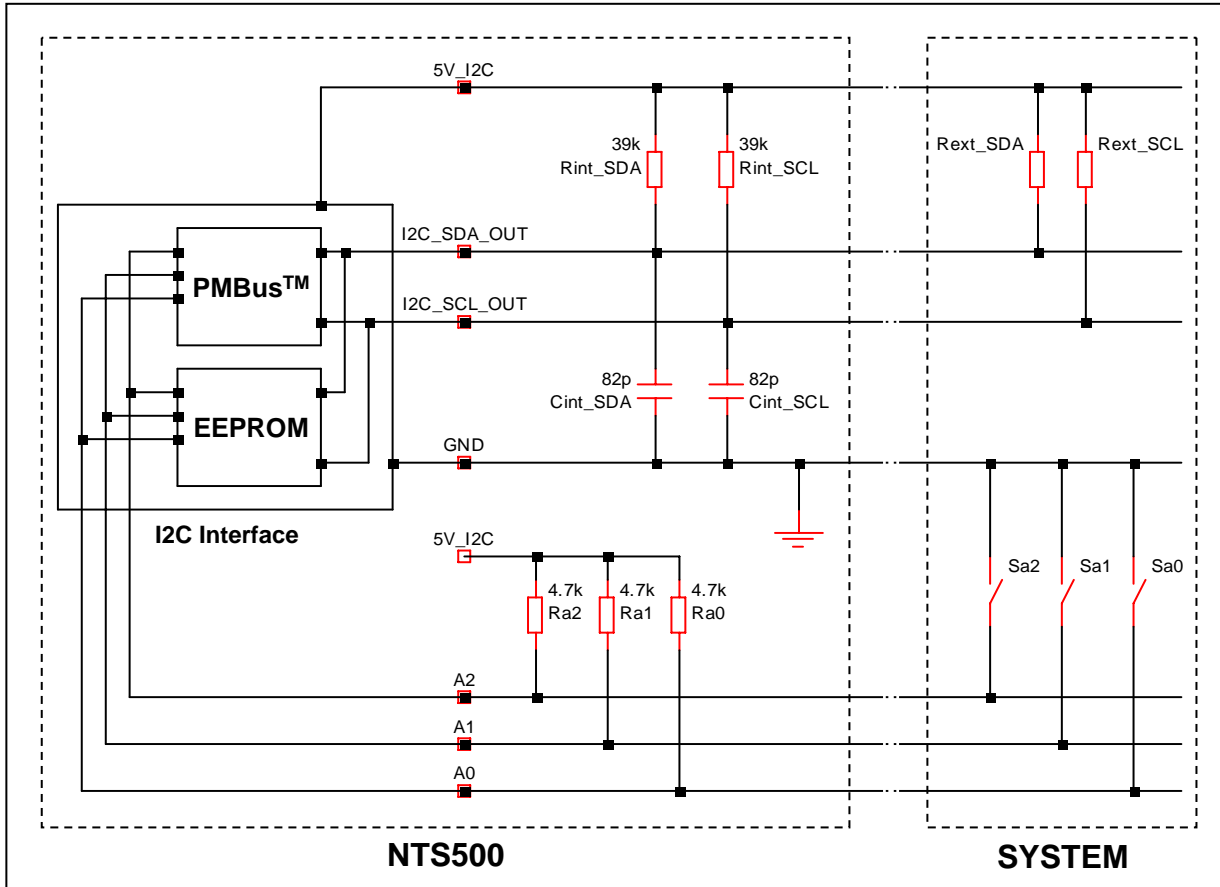 5V_I2C
39k
Rint_SDA
39k
Rint_SCL
Rext_SDA
Rext_SCL
I2C_SDA_OUT
PMBus™
I2C_SCL_OUT
82p
Cint_SDA
82p
Cint_SCL
EEPROM
GND
I2C Interface
5V_I2C
4.7k
Ra2
4.7k
Ra1
4.7k
Ra0
Sa2
Sa1
Sa0
A2
A1
A0
NTS500
SYSTEM